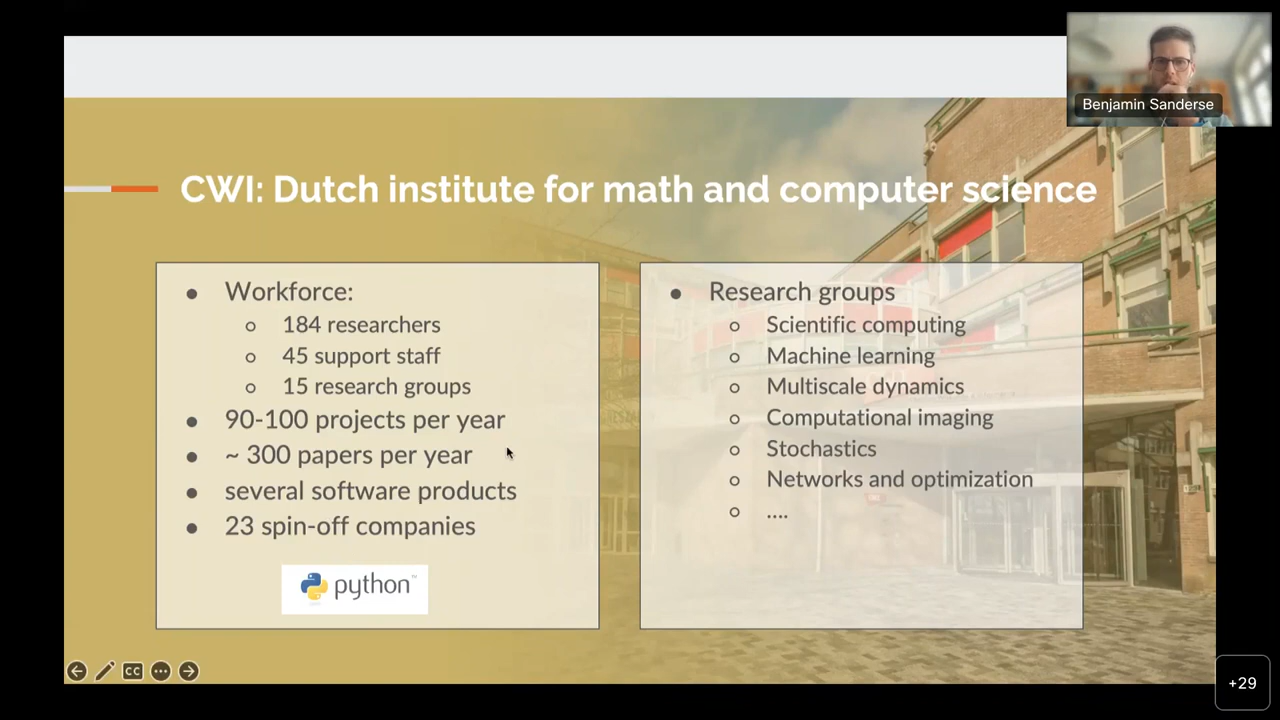 Benjamin Sanderse
CWI: Dutch institute for math and computer science
● Workforce:
○ 184 researchers
○ 45 support staff
○ 15 research groups
● 90-100 projects per year
● ~ 300 papers per year
● several software products
● 23 spin-off companies
python™
● Research groups
○ Scientific computing
○ Machine learning
○ Multiscale dynamics
○ Computational imaging
○ Stochastics
○ Networks and optimization
○ ....
CC
+29